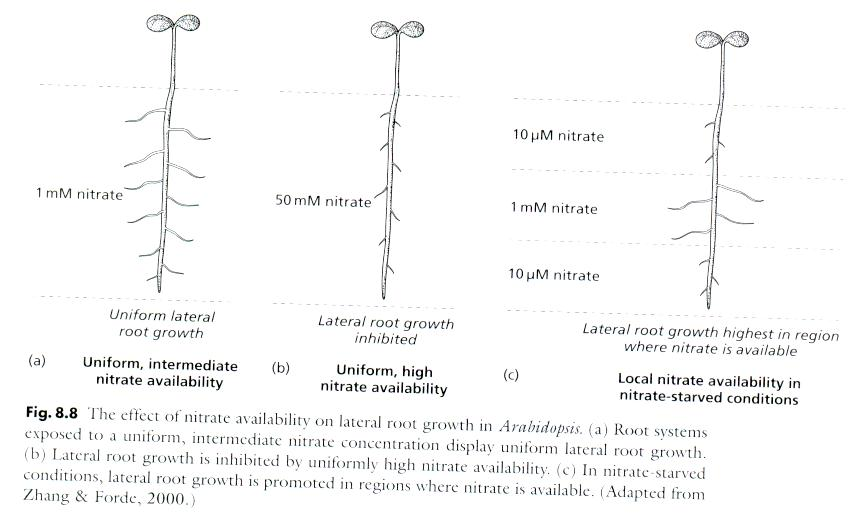 10 µM nitrate
1 mM nitrate
50 mM nitrate
1 mM nitrate
10 µM nitrate
Uniform lateral
root growth
Lateral root growth
inhibited
Lateral root growth highest in region
where nitrate is available
(a)
Uniform, intermediate
nitrate availability
(b)
Uniform, high
nitrate availability
(c)
Local nitrate availability in
nitrate-starved conditions
Fig. 8.8 The effect of nitrate availability on lateral root growth in Arabidopsis. (a) Root systems
exposed to a uniform, intermediate nitrate concentration display uniform lateral root growth.
(b) Lateral root growth is inhibited by uniformly high nitrate availability. (c) In nitrate-starved
conditions, lateral root growth is promoted in regions where nitrate is available. (Adapted from
Zhang & Forde, 2000.)